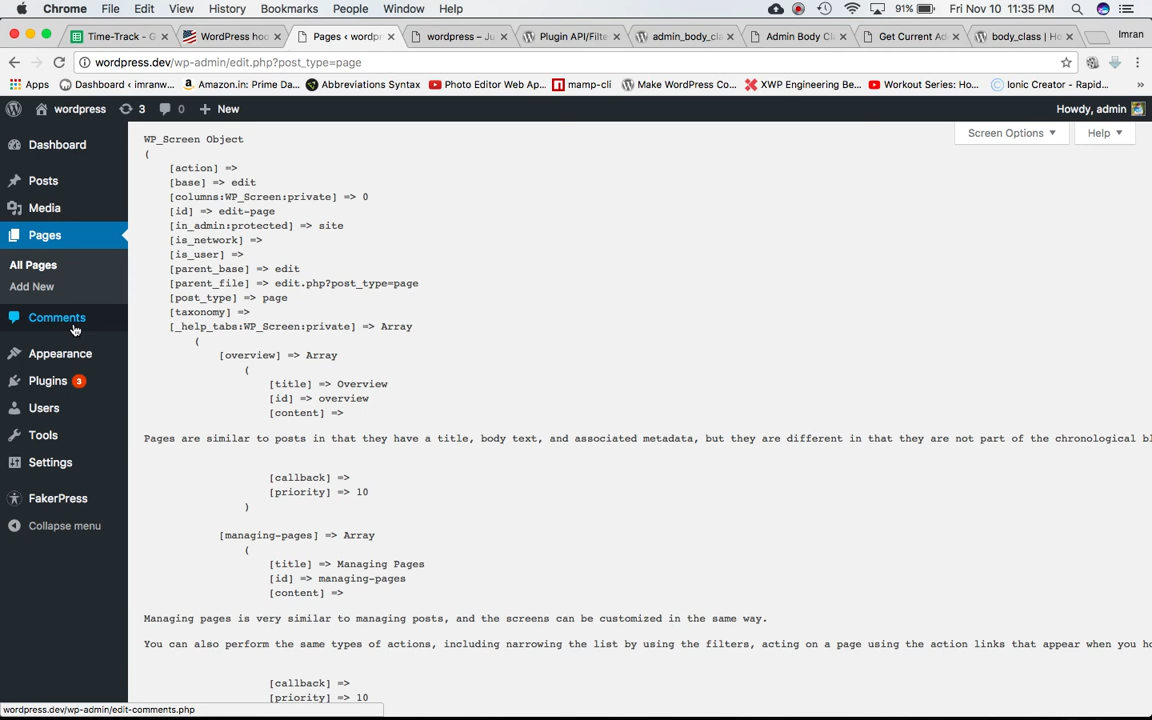 Chrome File Edit View History Bookmarks People Window Help 91% Fri Nov 10 11:35 PM
Time-Track - G Wordpress hoo Pages ‹ wordpr wordpress – Ju Plugin API/Filte admin_body_cla Admin Body Cla Get Current Ad body_class | Ho Imran
wordpress.dev/wp-admin/edit.php?post_type=page
Apps Dashboard ‹ imranw... Amazon.in: Prime Da... Abbreviations Syntax Photo Editor Web Ap... mamp-cli Make WordPress Co... XWP Engineering Be... Workout Series: Ho... Ionic Creator - Rapid... »
wordpress 3 0 + New Howdy, admin
Screen Options ▼ Help ▼
Dashboard
Posts
Media
Pages
All Pages
Add New
Comments
Appearance
Plugins 3
Users
Tools
Settings
FakerPress
Collapse menu
WP_Screen Object
(
[action] =>
[base] => edit
[columns:WP_Screen:private] => 0
[id] => edit-page
[in_admin:protected] => site
[is_network] =>
[is_user] =>
[parent_base] => edit
[parent_file] => edit.php?post_type=page
[post_type] => page
[taxonomy] =>
[_help_tabs:WP_Screen:private] => Array
(
[overview] => Array
(
[title] => Overview
[id] => overview
[content] =>
Pages are similar to posts in that they have a title, body text, and associated metadata, but they are different in that they are not part of the chronological bl
[callback] =>
[priority] => 10
)
[managing-pages] => Array
(
[title] => Managing Pages
[id] => managing-pages
[content] =>
Managing pages is very similar to managing posts, and the screens can be customized in the same way.
You can also perform the same types of actions, including narrowing the list by using the filters, acting on a page using the action links that appear when you ho
[callback] =>
[priority] => 10
wordpress.dev/wp-admin/edit-comments.php